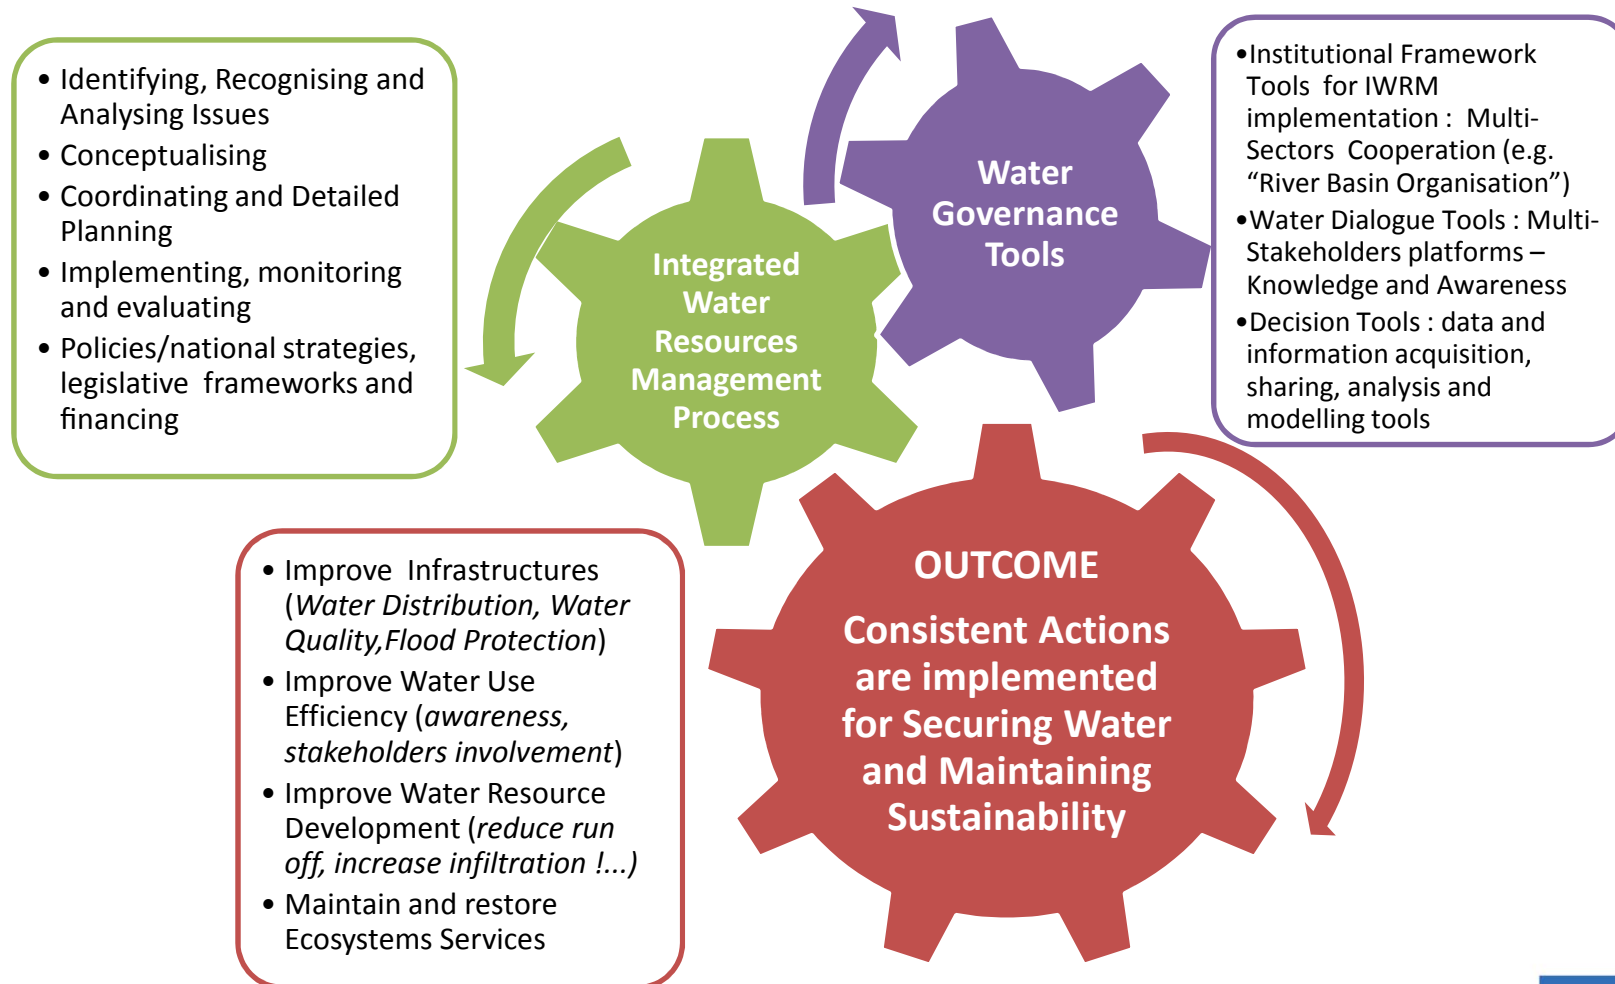 • Identifying, Recognising and
Analysing Issues
• Conceptualising
• Coordinating and Detailed
Planning
• Implementing, monitoring
and evaluating
• Policies/national strategies,
legislative frameworks and
financing
Integrated
Water
Resources
Management
Process
Water
Governance
Tools
•Institutional Framework
Tools for IWRM
implementation : Multi-
Sectors Cooperation (e.g.
“River Basin Organisation”)
•Water Dialogue Tools : Multi-
Stakeholders platforms –
Knowledge and Awareness
•Decision Tools : data and
information acquisition,
sharing, analysis and
modelling tools
• Improve Infrastructures
(Water Distribution, Water
Quality,Flood Protection)
• Improve Water Use
Efficiency (awareness,
stakeholders involvement)
• Improve Water Resource
Development (reduce run
off, increase infiltration !...)
• Maintain and restore
Ecosystems Services
OUTCOME
Consistent Actions
are implemented
for Securing Water
and Maintaining
Sustainability